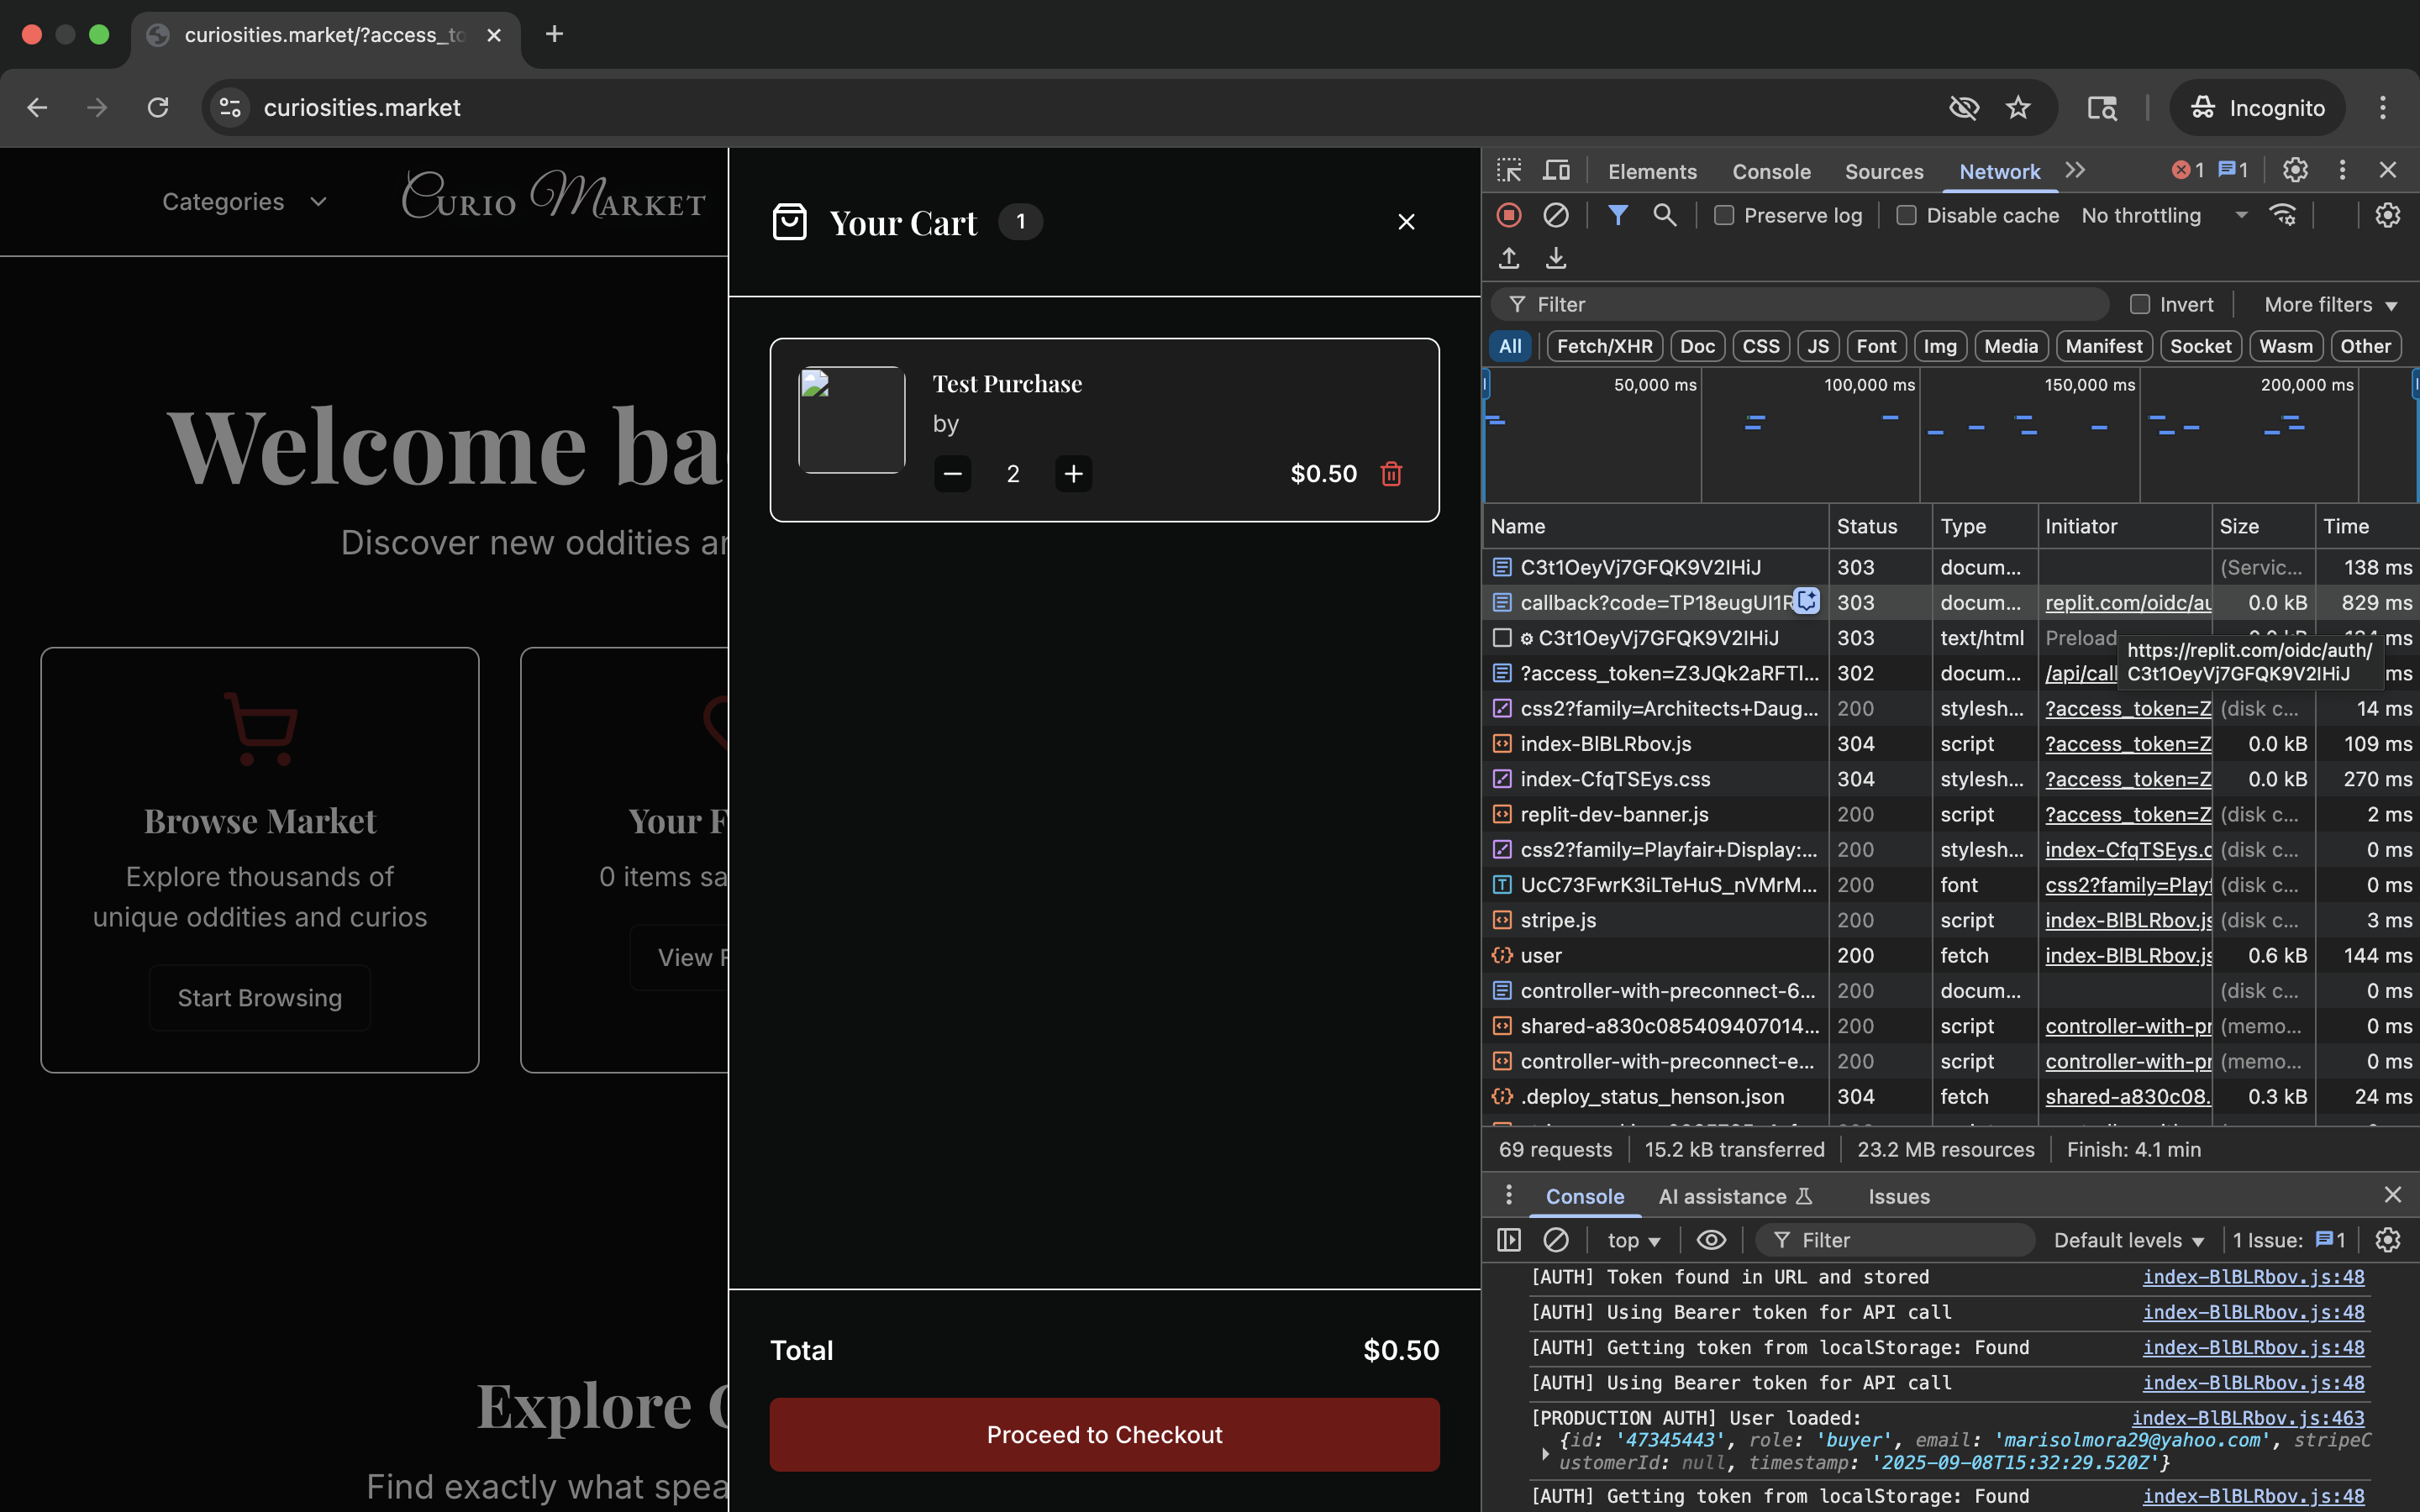 curiosities.market/?access_to
curiosities.market
Incognito
Categories
Curio Market
Welcome ba
Discover new oddities ar
Browse Market
Explore thousands of
unique oddities and curios
Start Browsing
Your F
0 items sa
View F
Explore C
Find exactly what spea
Your Cart 1
Test Purchase
by
2
$0.50
Total $0.50
Proceed to Checkout
Elements Console Sources Network 1 1
Preserve log Disable cache No throttling
Filter Invert More filters
All Fetch/XHR Doc CSS JS Font Img Media Manifest Socket Wasm Other
50,000 ms 100,000 ms 150,000 ms 200,000 ms
Name Status Type Initiator Size Time
C3t1OeyVj7GFQK9V2IHiJ 303 docum... (Servic... 138 ms
callback?code=TP18eugUI1R 303 docum... replit.com/oidc/au 0.0 kB 829 ms
C3t1OeyVj7GFQK9V2IHiJ 303 text/html Preload ms
https://replit.com/oidc/auth/
C3t1OeyVj7GFQK9V2IHiJ
?access_token=Z3JQk2aRFTI... 302 docum... /api/call ms
css2?family=Architects+Daug... 200 stylesh... ?access_token=Z (disk c... 14 ms
index-BlBLRbov.js 304 script ?access_token=Z 0.0 kB 109 ms
index-CfqTSEys.css 304 stylesh... ?access_token=Z 0.0 kB 270 ms
replit-dev-banner.js 200 script ?access_token=Z (disk c... 2 ms
css2?family=Playfair+Display:... 200 stylesh... index-CfqTSEys.c (disk c... 0 ms
UcC73FwrK3iLTeHuS_nVMrM... 200 font css2?family=Playf (disk c... 0 ms
stripe.js 200 script index-BlBLRbov.js (disk c... 3 ms
user 200 fetch index-BlBLRbov.js 0.6 kB 144 ms
controller-with-preconnect-6... 200 docum... (disk c... 0 ms
shared-a830c085409407014... 200 script controller-with-pr (memo... 0 ms
controller-with-preconnect-e... 200 script controller-with-pr (memo... 0 ms
.deploy_status_henson.json 304 fetch shared-a830c08. 0.3 kB 24 ms
69 requests 15.2 kB transferred 23.2 MB resources Finish: 4.1 min
Console AI assistance Issues
top Filter Default levels 1 Issue: 1
[AUTH] Token found in URL and stored index-BlBLRbov.js:48
[AUTH] Using Bearer token for API call index-BlBLRbov.js:48
[AUTH] Getting token from localStorage: Found index-BlBLRbov.js:48
[AUTH] Using Bearer token for API call index-BlBLRbov.js:48
[PRODUCTION AUTH] User loaded: index-BlBLRbov.js:463
{id: '47345443', role: 'buyer', email: 'marisolmora29@yahoo.com', stripeC
ustomerId: null, timestamp: '2025-09-08T15:32:29.520Z'}
[AUTH] Getting token from localStorage: Found index-BlBLRbov.js:48